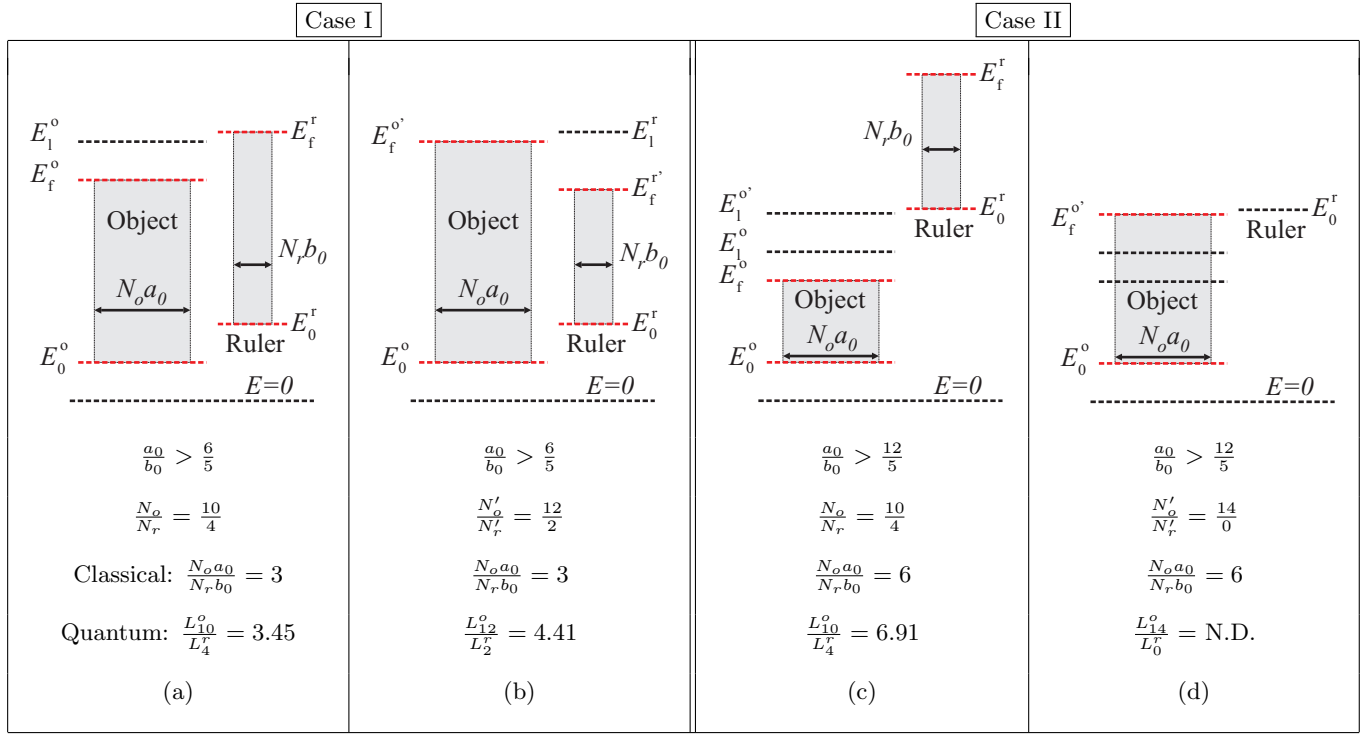 Case I
Case II
E_l^o
E_f^o
Object
N_o a_0
E_0^o
E_f^r
N_r b_0
E_0^r
Ruler
E=0
a_0/b_0 > 6/5
N_o/N_r = 10/4
Classical: N_o a_0/N_r b_0 = 3
Quantum: L_10^o/L_4^r = 3.45
(a)
E_f^o'
Object
N_o a_0
E_0^o
E_l^r
E_f^r'
N_r b_0
E_0^r
Ruler
E=0
a_0/b_0 > 6/5
N'_o/N'_r = 12/2
N_o a_0/N_r b_0 = 3
L_12^o/L_2^r = 4.41
(b)
E_f^r
N_r b_0
E_0^r
Ruler
E_l^o'
E_l^o
E_f^o
Object
N_o a_0
E_0^o
E=0
a_0/b_0 > 12/5
N_o/N_r = 10/4
N_o a_0/N_r b_0 = 6
L_10^o/L_4^r = 6.91
(c)
E_f^o'
E_0^r
Ruler
Object
N_o a_0
E_0^o
E=0
a_0/b_0 > 12/5
N'_o/N'_r = 14/0
N_o a_0/N_r b_0 = 6
L_14^o/L_0^r = N.D.
(d)